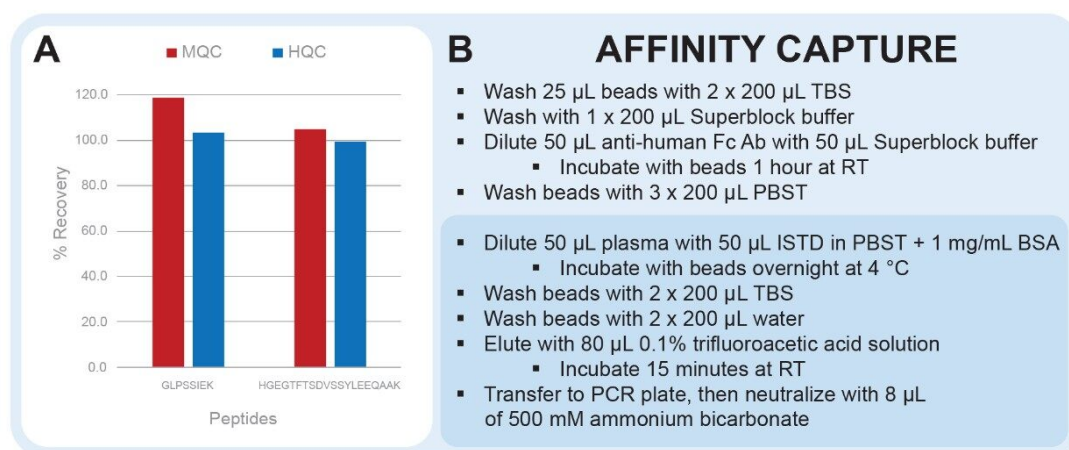 A
MQC
HQC
120.0
100.0
80.0
60.0
40.0
20.0
0.0
% Recovery
GLPSSIEK
HGEGTFTSDVSSYLEEQAAK
Peptides
B
AFFINITY CAPTURE
▪ Wash 25 µL beads with 2 x 200 µL TBS
▪ Wash with 1 x 200 µL Superblock buffer
▪ Dilute 50 µL anti-human Fc Ab with 50 µL Superblock buffer
▪ Incubate with beads 1 hour at RT
▪ Wash beads with 3 x 200 µL PBST
▪ Dilute 50 µL plasma with 50 µL ISTD in PBST + 1 mg/mL BSA
▪ Incubate with beads overnight at 4 °C
▪ Wash beads with 2 x 200 µL TBS
▪ Wash beads with 2 x 200 µL water
▪ Elute with 80 µL 0.1% trifluoroacetic acid solution
▪ Incubate 15 minutes at RT
▪ Transfer to PCR plate, then neutralize with 8 µL
of 500 mM ammonium bicarbonate